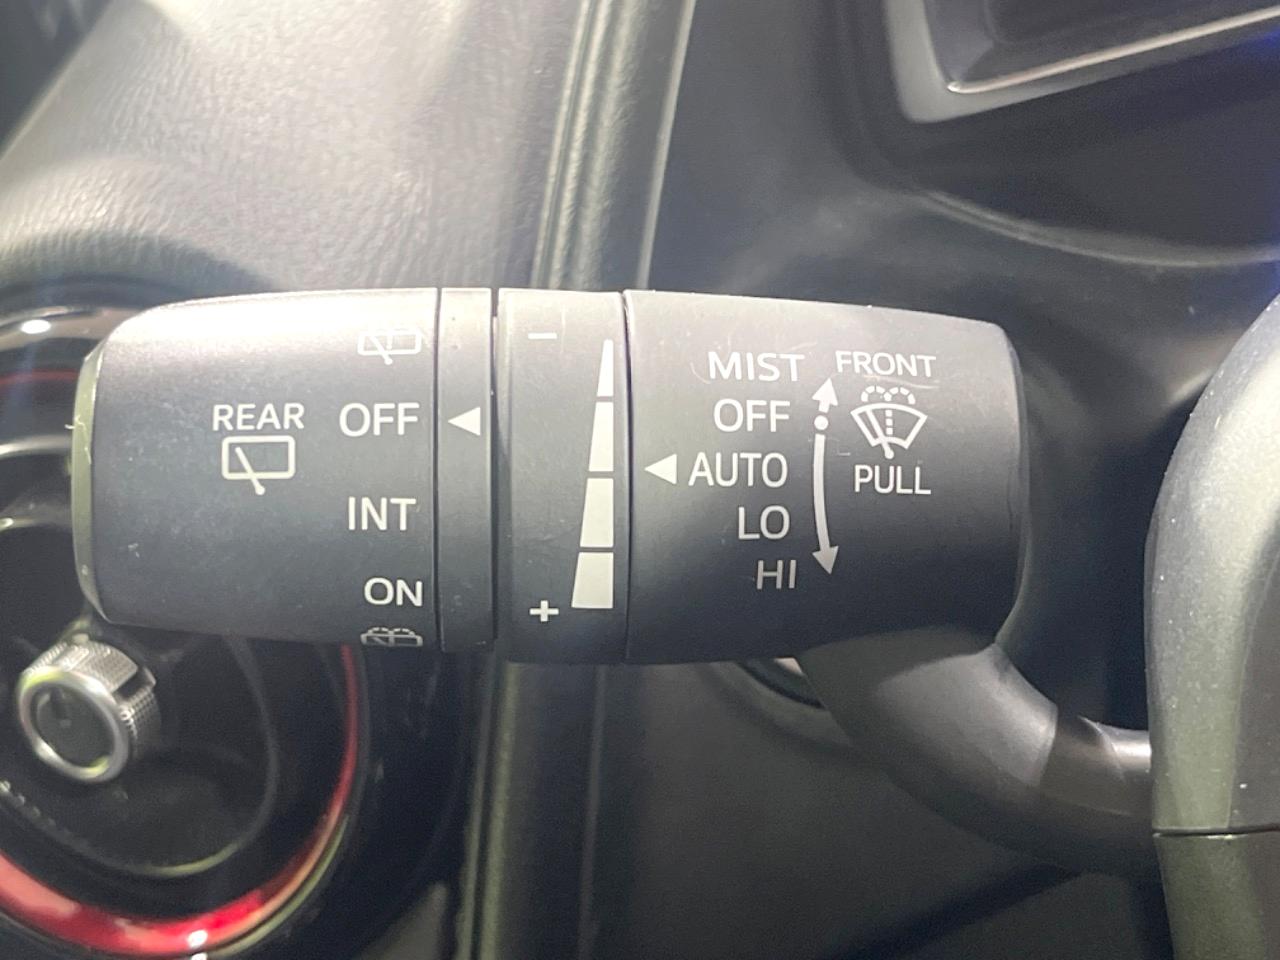 REAR
OFF
INT
ON
−
+
MIST
OFF
AUTO
LO
HI
FRONT
PULL